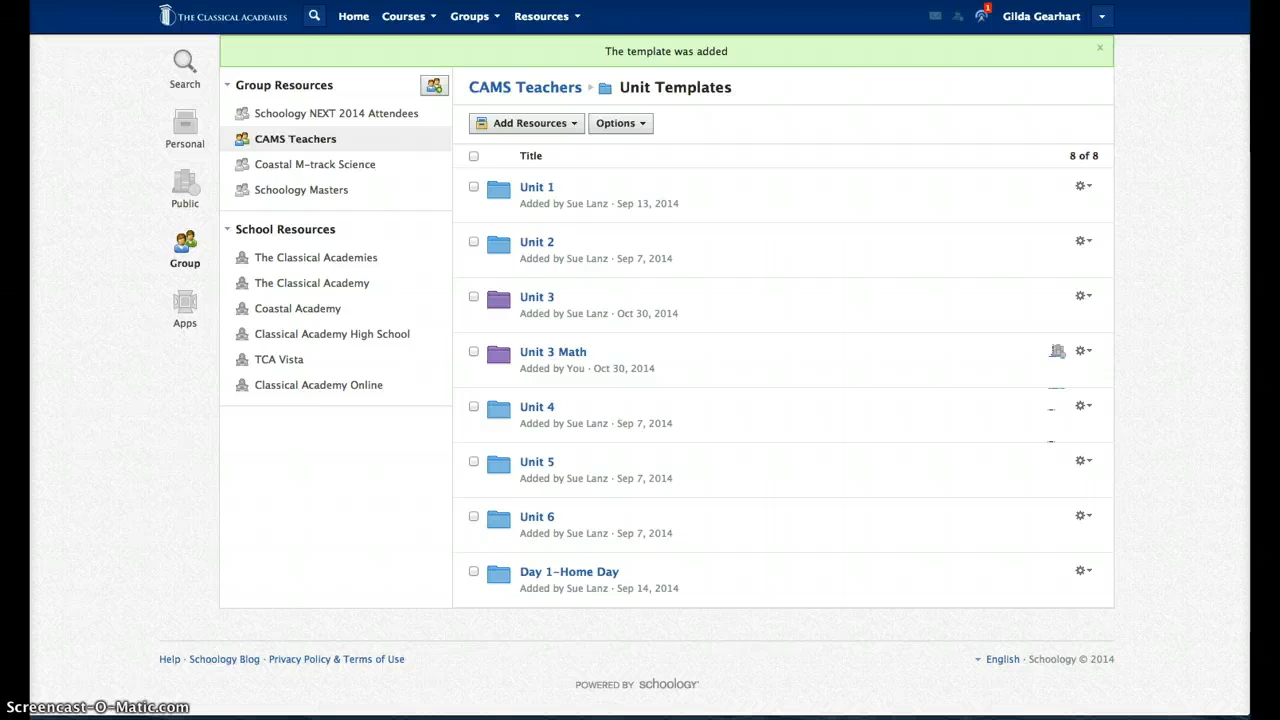 THE CLASSICAL ACADEMIES
Home
Courses
Groups
Resources
1
Gilda Gearhart
The template was added
×
Search
Personal
Public
Group
Apps
Group Resources
Schoology NEXT 2014 Attendees
CAMS Teachers
Coastal M-track Science
Schoology Masters
School Resources
The Classical Academies
The Classical Academy
Coastal Academy
Classical Academy High School
TCA Vista
Classical Academy Online
CAMS Teachers Unit Templates
Add Resources
Options
Title
8 of 8
Unit 1
Added by Sue Lanz · Sep 13, 2014
Unit 2
Added by Sue Lanz · Sep 7, 2014
Unit 3
Added by Sue Lanz · Oct 30, 2014
Unit 3 Math
Added by You · Oct 30, 2014
Unit 4
Added by Sue Lanz · Sep 7, 2014
Unit 5
Added by Sue Lanz · Sep 7, 2014
Unit 6
Added by Sue Lanz · Sep 7, 2014
Day 1-Home Day
Added by Sue Lanz · Sep 14, 2014
Help · Schoology Blog · Privacy Policy & Terms of Use
English · Schoology © 2014
POWERED BY schoology
Screencast-O-Matic.com